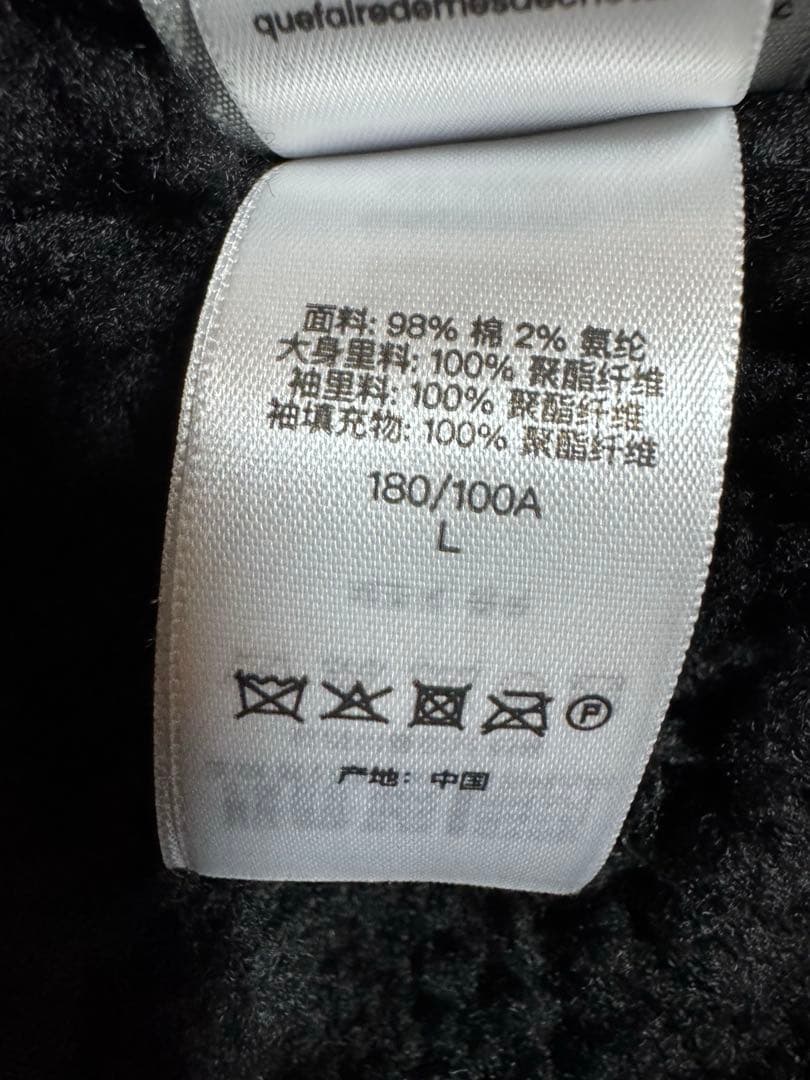 面料: 98% 棉 2% 氨纶
大身里料: 100% 聚酯纤维
袖里料: 100% 聚酯纤维
袖填充物: 100% 聚酯纤维
180/100A
L
P
产地: 中国